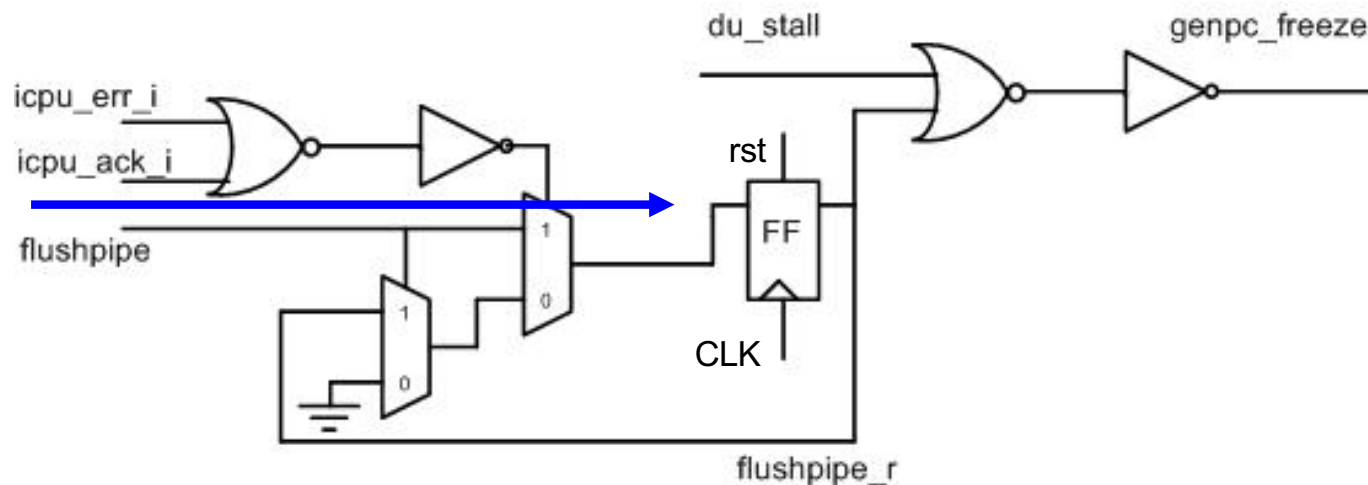 du_stall
genpc_freeze
icpu_err_i
icpu_ack_i
rst
flushpipe
1
FF
0
1
CLK
0
flushpipe_r